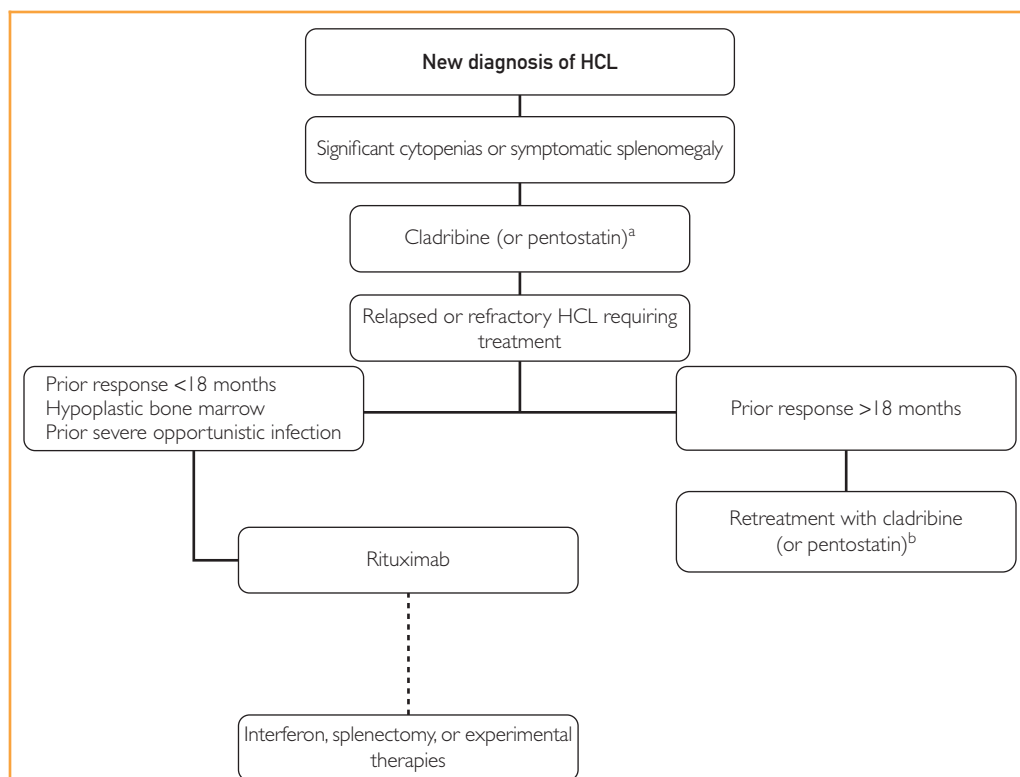 New diagnosis of HCL
Significant cytopenias or symptomatic splenomegaly
Cladribine (or pentostatin)a
Relapsed or refractory HCL requiring
treatment
Prior response <18 months
Hypoplastic bone marrow
Prior severe opportunistic infection
Prior response >18 months
Retreatment with cladribine
(or pentostatin)b
Rituximab
Interferon, splenectomy, or experimental
therapies